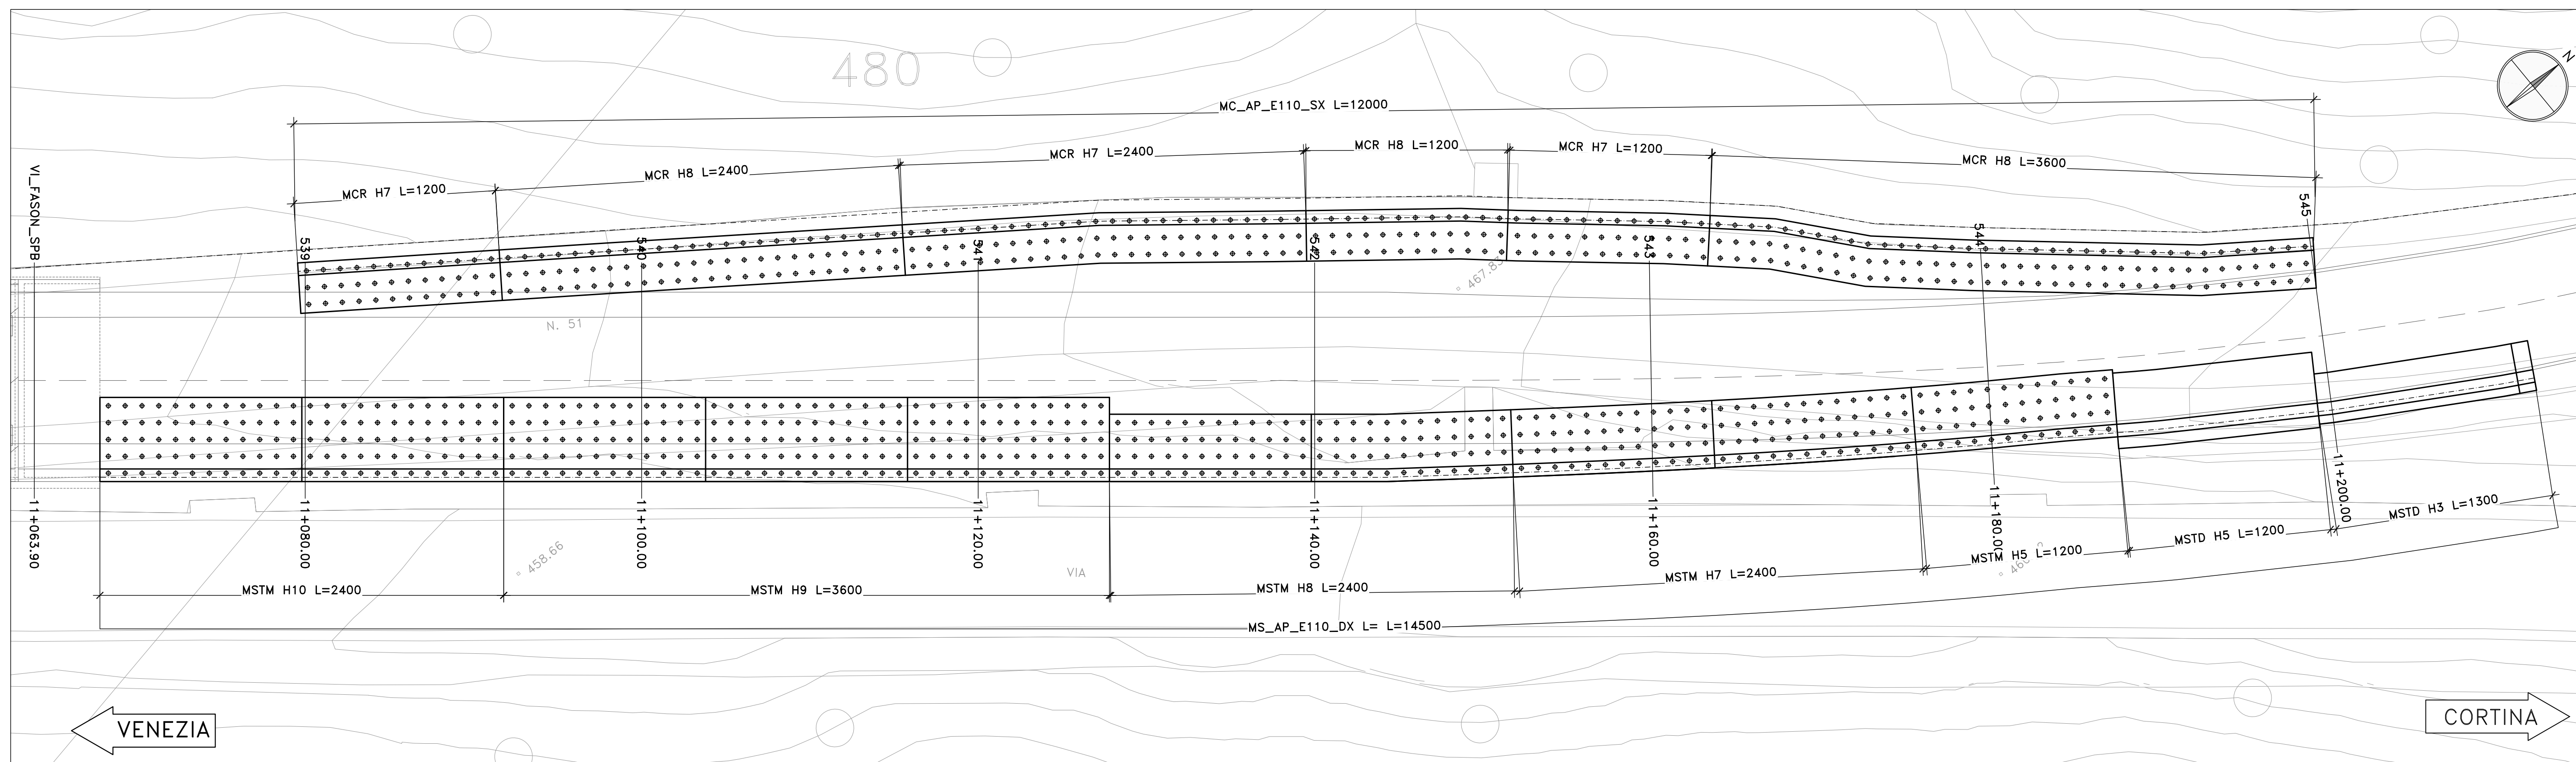 480
N
MC_AP_E110_SX L=12000
MCR H7 L=1200
MCR H8 L=2400
MCR H7 L=2400
MCR H8 L=1200
MCR H7 L=1200
MCR H8 L=3600
VI_FASON_SPB
539
540
541
542
543
544
545
467.83
N. 51
11+063.90
11+080.00
11+100.00
11+120.00
11+140.00
11+160.00
11+180.00
11+200.00
458.66
VIA
MSTM H10 L=2400
MSTM H9 L=3600
MSTM H8 L=2400
MSTM H7 L=2400
MSTM H5 L=1200
MSTD H5 L=1200
MSTD H3 L=1300
MS_AP_E110_DX L= L=14500
VENEZIA
CORTINA